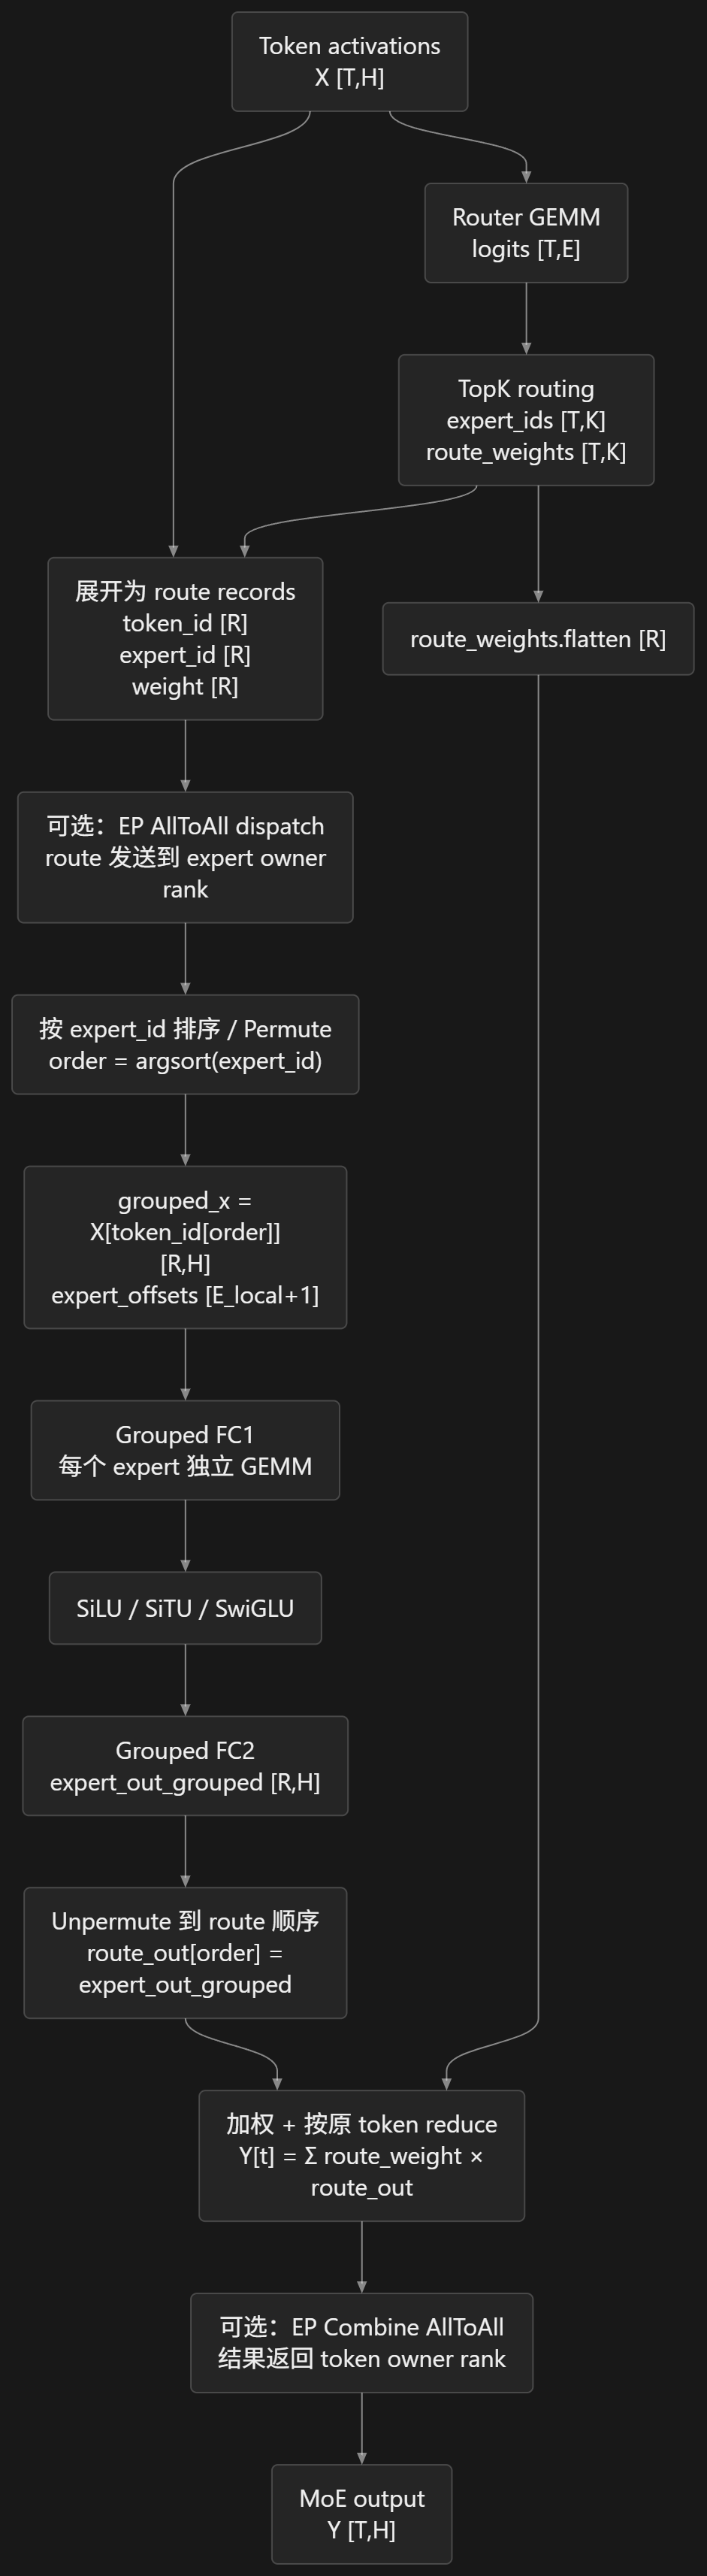 Token activations
X [T,H]
Router GEMM
logits [T,E]
TopK routing
expert_ids [T,K]
route_weights [T,K]
展开为 route records
token_id [R]
expert_id [R]
weight [R]
route_weights.flatten [R]
可选：EP AllToAll dispatch
route 发送到 expert owner
rank
按 expert_id 排序 / Permute
order = argsort(expert_id)
grouped_x =
X[token_id[order]]
[R,H]
expert_offsets [E_local+1]
Grouped FC1
每个 expert 独立 GEMM
SiLU / SiTU / SwiGLU
Grouped FC2
expert_out_grouped [R,H]
Unpermute 到 route 顺序
route_out[order] =
expert_out_grouped
加权 + 按原 token reduce
Y[t] = Σ route_weight ×
route_out
可选：EP Combine AllToAll
结果返回 token owner rank
MoE output
Y [T,H]